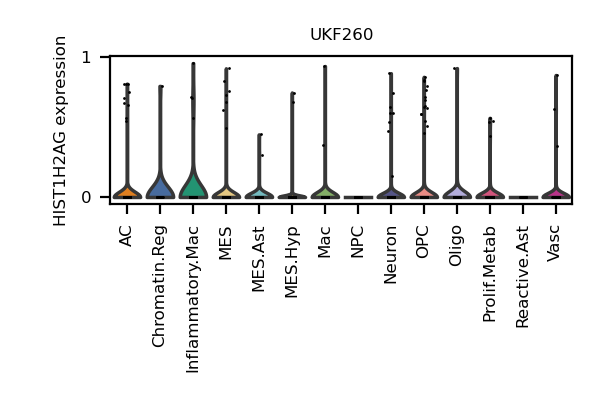 UKF260
HIST1H2AG expression
1
0
AC
Chromatin.Reg
Inflammatory.Mac
MES
MES.Ast
MES.Hyp
Mac
NPC
Neuron
OPC
Oligo
Prolif.Metab
Reactive.Ast
Vasc